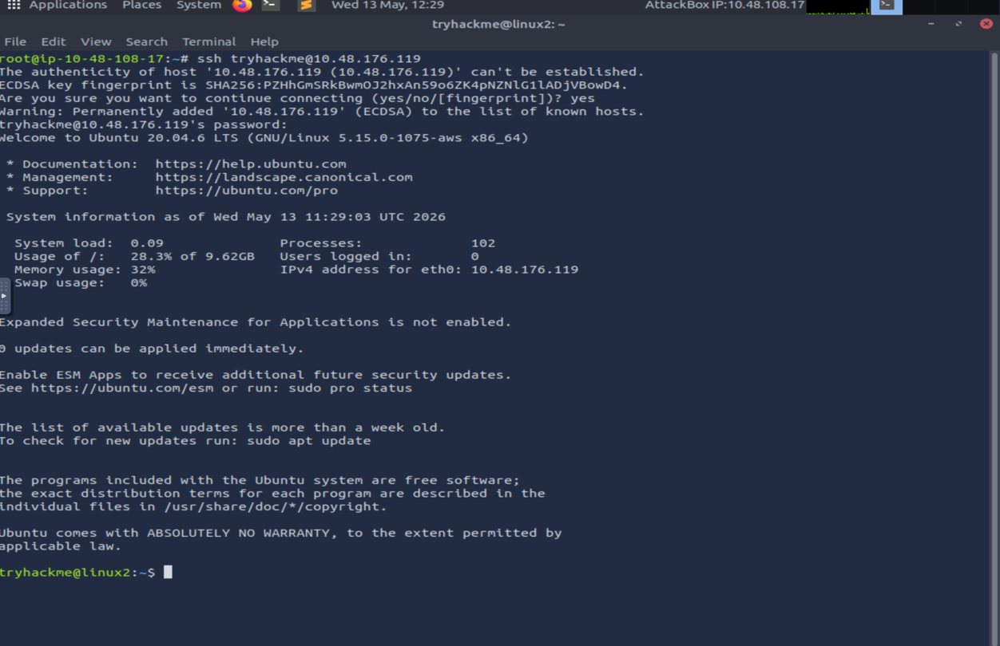 Applications Places System Wed 13 May, 12:29 AttackBox IP:10.48.108.17
tryhackme@linux2: ~
File Edit View Search Terminal Help
root@ip-10-48-108-17:~# ssh tryhackme@10.48.176.119
The authenticity of host '10.48.176.119 (10.48.176.119)' can't be established.
ECDSA key fingerprint is SHA256:PZHhGmSRkBwmOJ2hxAn59o6ZK4pNZNlG1lADjVBowD4.
Are you sure you want to continue connecting (yes/no/[fingerprint])? yes
Warning: Permanently added '10.48.176.119' (ECDSA) to the list of known hosts.
tryhackme@10.48.176.119's password:
Welcome to Ubuntu 20.04.6 LTS (GNU/Linux 5.15.0-1075-aws x86_64)
* Documentation: https://help.ubuntu.com
* Management: https://landscape.canonical.com
* Support: https://ubuntu.com/pro
System information as of Wed May 13 11:29:03 UTC 2026
System load: 0.09 Processes: 102
Usage of /: 28.3% of 9.62GB Users logged in: 0
Memory usage: 32% IPv4 address for eth0: 10.48.176.119
Swap usage: 0%
Expanded Security Maintenance for Applications is not enabled.
0 updates can be applied immediately.
Enable ESM Apps to receive additional future security updates.
See https://ubuntu.com/esm or run: sudo pro status
The list of available updates is more than a week old.
To check for new updates run: sudo apt update
The programs included with the Ubuntu system are free software;
the exact distribution terms for each program are described in the
individual files in /usr/share/doc/*/copyright.
Ubuntu comes with ABSOLUTELY NO WARRANTY, to the extent permitted by
applicable law.
tryhackme@linux2:~$